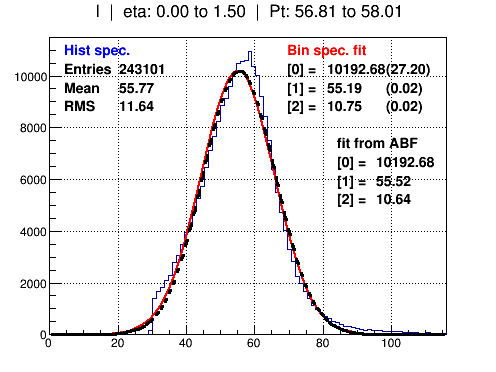 I | eta: 0.00 to 1.50 | Pt: 56.81 to 58.01
Hist spec.
Entries 243101
Mean 55.77
RMS 11.64
Bin spec. fit
[0] = 10192.68(27.20)
[1] = 55.19 (0.02)
[2] = 10.75 (0.02)
fit from ABF
[0] = 10192.68
[1] = 55.52
[2] = 10.64
10000
8000
6000
4000
2000
0
0 20 40 60 80 100